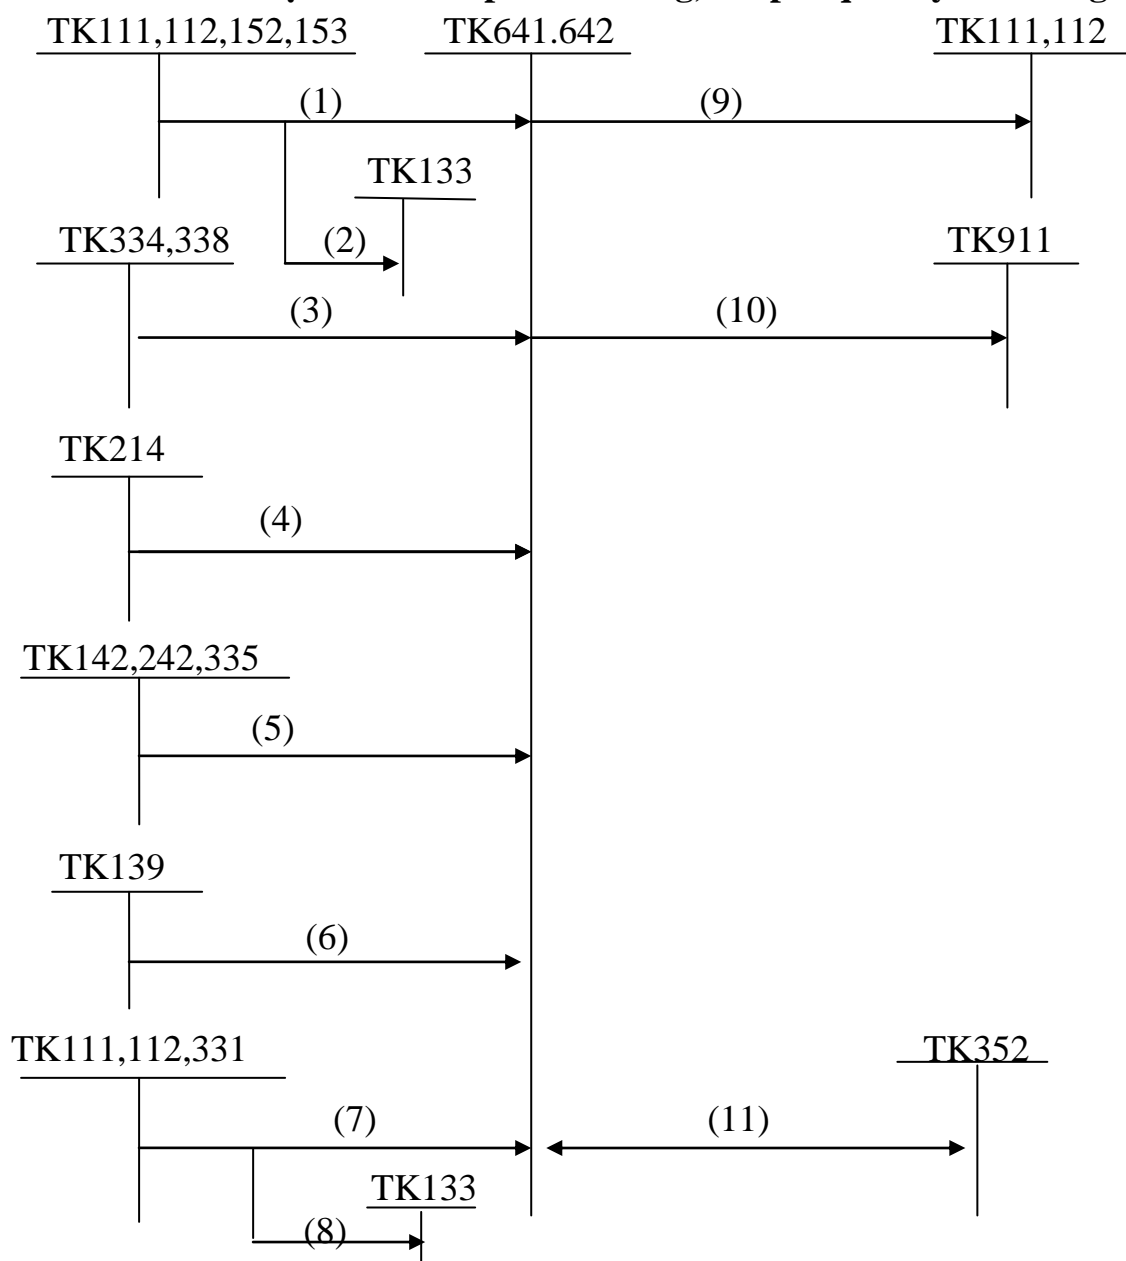 TK111,112,152,153 TK641.642 TK111,112
(1) (9)
TK133
TK334,338 (2) TK911
(3) (10)
TK214
(4)
TK142,242,335
(5)
TK139
(6)
TK111,112,331 TK352
(7) (11)
TK133
(8)